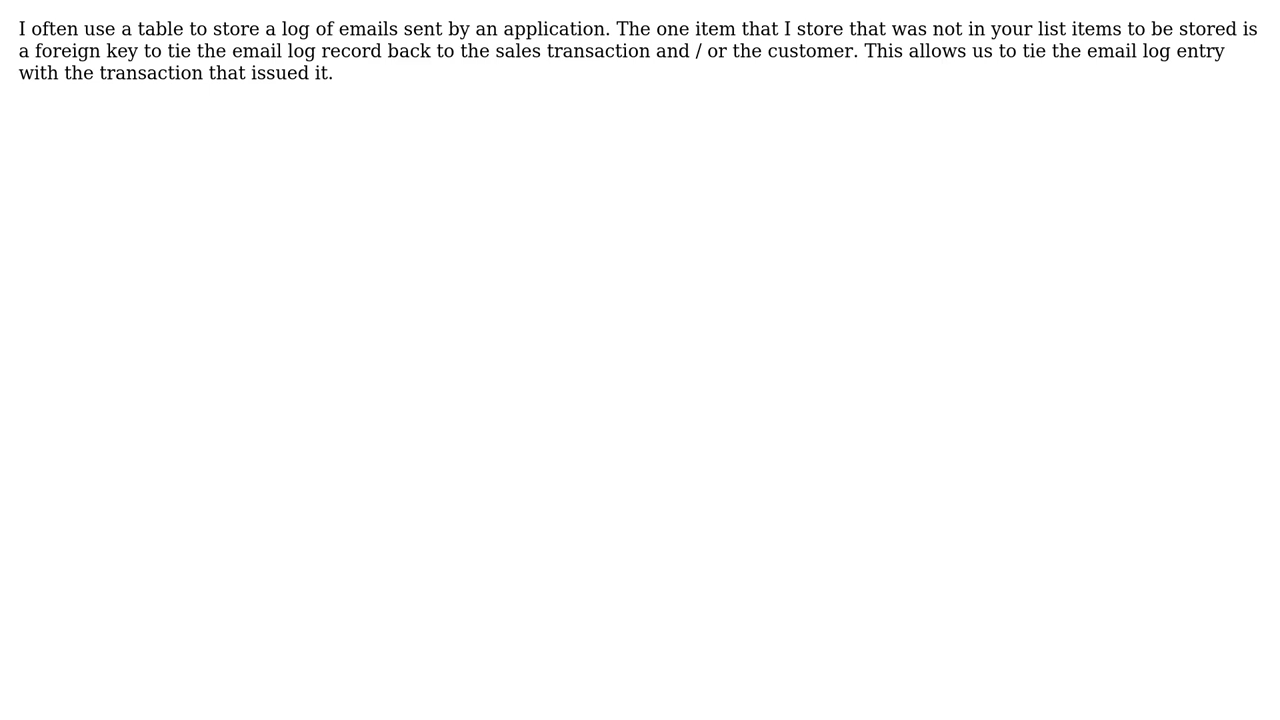 I often use a table to store a log of emails sent by an application. The one item that I store that was not in your list items to be stored is
a foreign key to tie the email log record back to the sales transaction and / or the customer. This allows us to tie the email log entry
with the transaction that issued it.